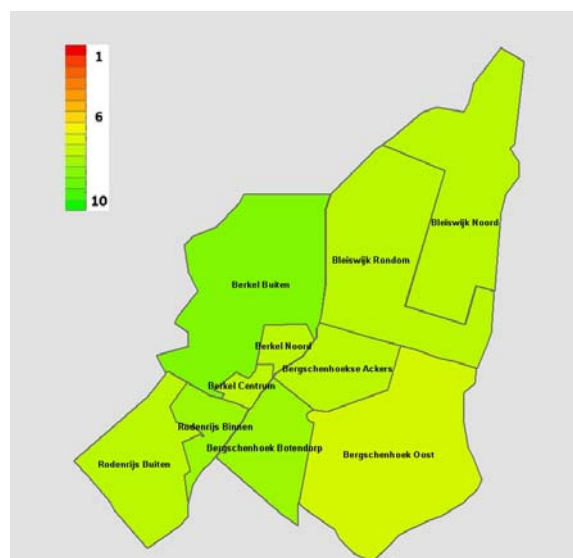 1
6
10
Bleiswijk Noord
Bleiswijk Rondom
Berkel Buiten
Berkel Noord
Bergschenhoekse Ackers
Berkel Centrum
Rodenrijs Binnen
Bergschenhoek Botendorp
Bergschenhoek Oost
Rodenrijs Buiten